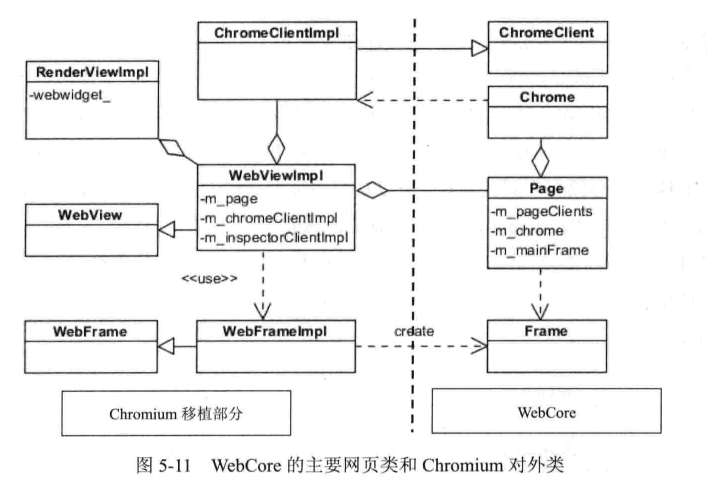 ChromeClientImpl
ChromeClient
RenderViewImpl
-webwidget_
Chrome
WebViewImpl
-m_page
-m_chromeClientImpl
-m_inspectorClientImpl
Page
-m_pageClients
-m_chrome
-m_mainFrame
WebView
<<use>>
WebFrame
WebFrameImpl
create
Frame
Chromium 移植部分
WebCore
图 5-11 WebCore 的主要网页类和 Chromium 对外类